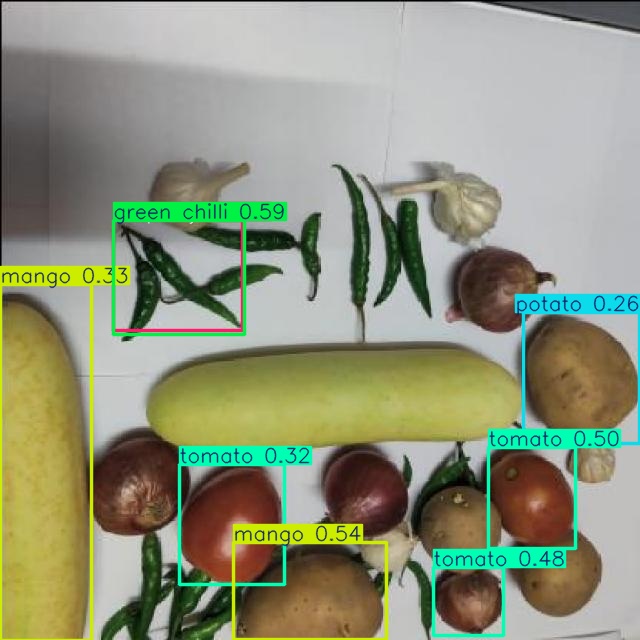 green chilli 0.59
mango 0.33
potato 0.26
tomato 0.50
tomato 0.32
mango 0.54
tomato 0.48